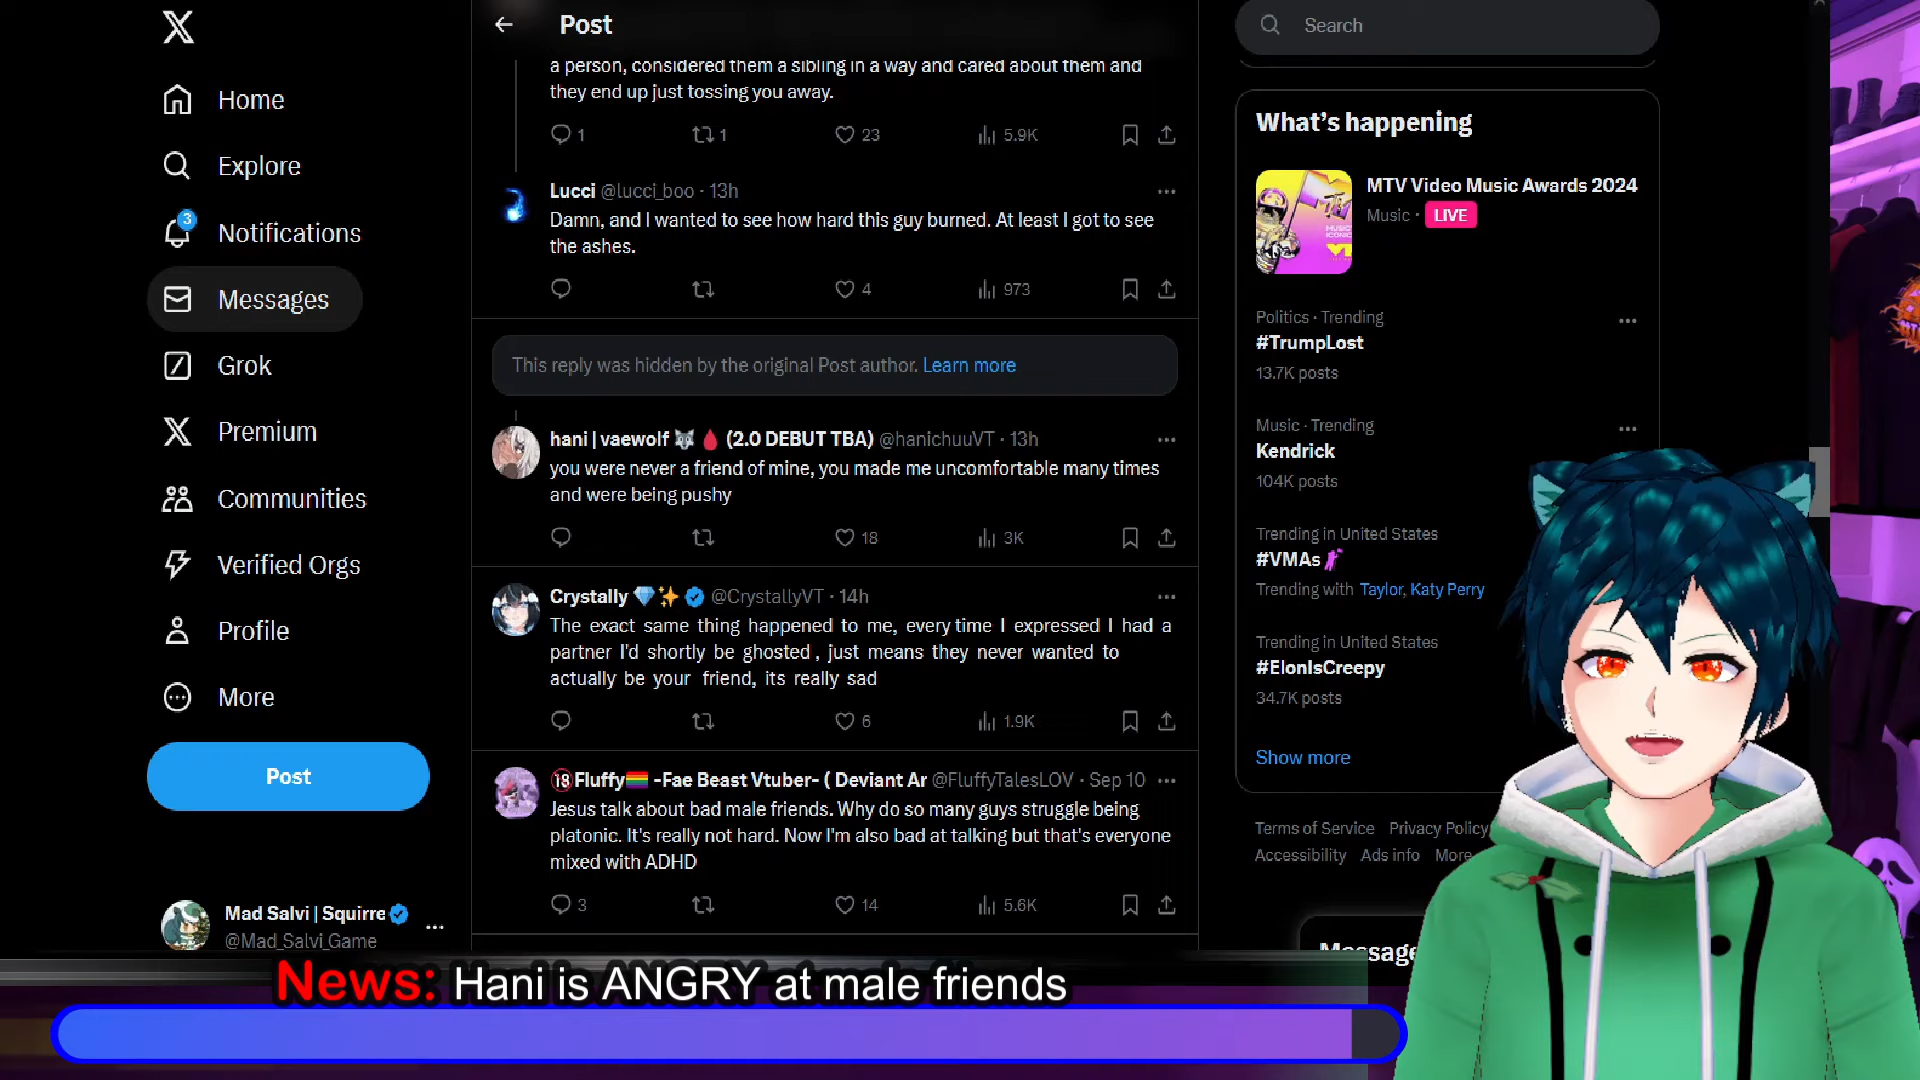 Home
Explore
3
Notifications
Messages
Grok
Premium
Communities
Verified Orgs
Profile
More
Post
Mad Salvi | Squirre
@Mad_Salvi_Game
Post
a person, considered them a sibling in a way and cared about them and
they end up just tossing you away.
1 1 23 5.9K
Lucci @lucci_boo · 13h
Damn, and I wanted to see how hard this guy burned. At least I got to see
the ashes.
4 973
This reply was hidden by the original Post author. Learn more
hani | vaewolf 🐺🩸 (2.0 DEBUT TBA) @hanichuuVT · 13h
you were never a friend of mine, you made me uncomfortable many times
and were being pushy
18 3K
Crystally 💎✨ @CrystallyVT · 14h
The exact same thing happened to me, every time I expressed I had a
partner I'd shortly be ghosted , just means they never wanted to
actually be your friend, its really sad
6 1.9K
🔞Fluffy🏳️‍🌈 -Fae Beast Vtuber- ( Deviant Ar @FluffyTalesLOV · Sep 10
Jesus talk about bad male friends. Why do so many guys struggle being
platonic. It's really not hard. Now I'm also bad at talking but that's everyone
mixed with ADHD
3 14 5.6K
Search
What's happening
MTV Video Music Awards 2024
Music · LIVE
Politics · Trending
#TrumpLost
13.7K posts
Music · Trending
Kendrick
104K posts
Trending in United States
#VMAs
Trending with Taylor, Katy Perry
Trending in United States
#ElonIsCreepy
34.7K posts
Show more
Terms of Service Privacy Policy
Accessibility Ads info More
News: Hani is ANGRY at male friends